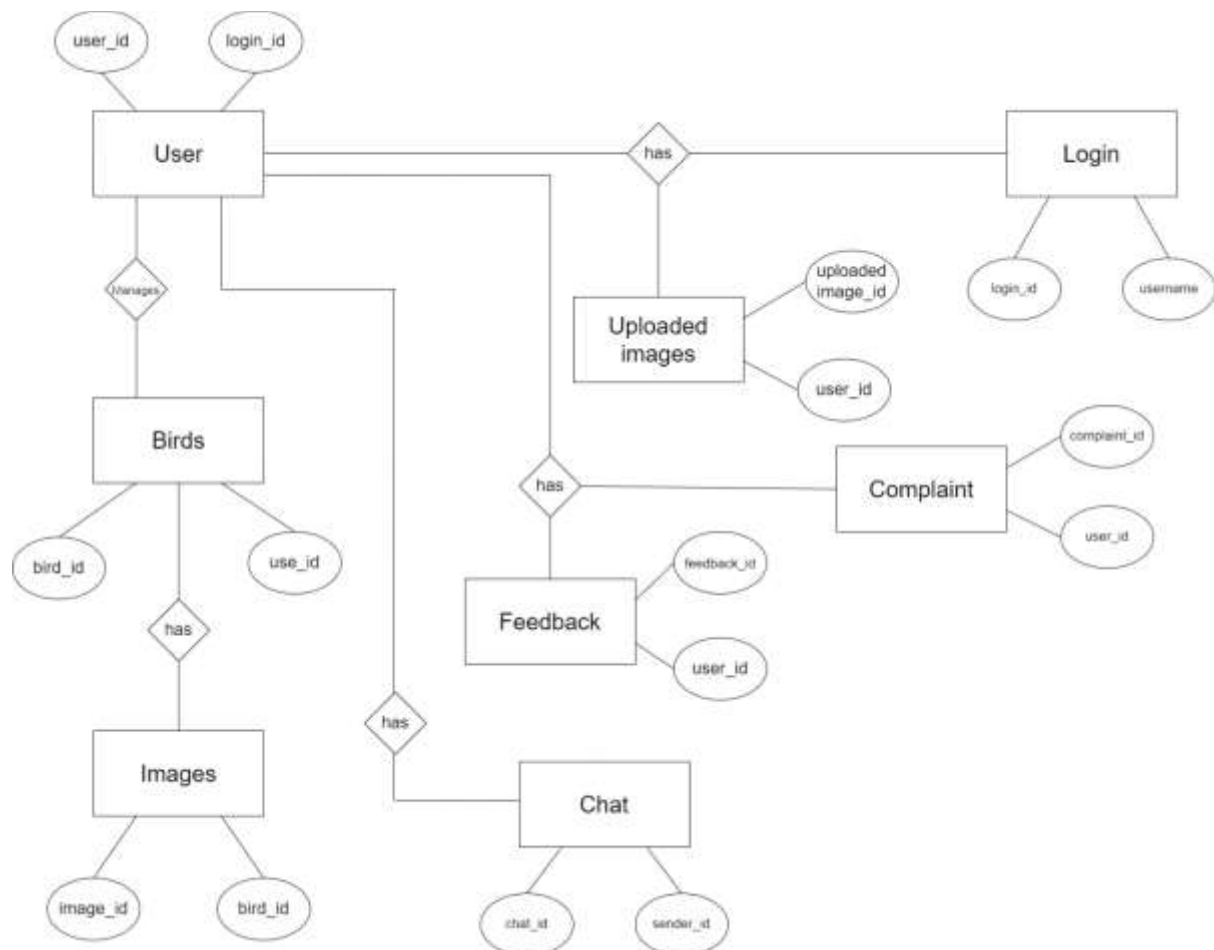 user_id
login_id
User
has
Login
Manages
uploaded
image_id
login_id
username
Uploaded
images
user_id
Birds
complaint_id
Complaint
has
user_id
bird_id
use_id
feedback_id
Feedback
has
user_id
has
Images
Chat
image_id
bird_id
chat_id
sender_id